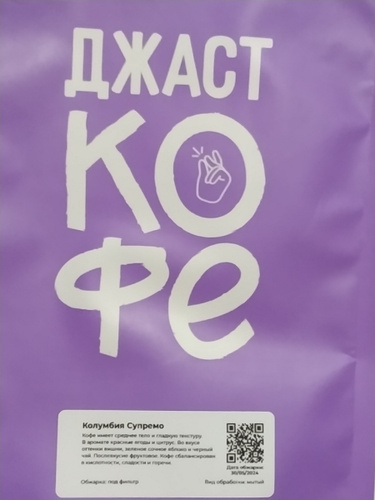 ДЖАСТ
КО
фе
Колумбия Супремо
Кофе имеет среднее тело и гладкую текстуру.
В аромате красные ягоды и цитрус. Во вкусе
оттенки вишни, зелёное сочное яблоко и черный
чай. Послевкусие фруктовое. Кофе сбалансирован
в кислотности, сладости и горечи.
Дата обжарки:
30/05/2024
Обжарка: под фильтр
Вид обработки: мытый